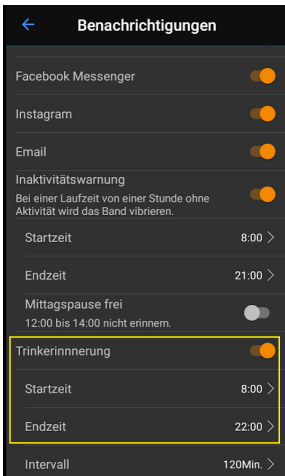 Benachrichtigungen
Facebook Messenger
Instagram
Email
Inaktivitätswarnung
Bei einer Laufzeit von einer Stunde ohne
Aktivität wird das Band vibrieren.
Startzeit 8:00
Endzeit 21:00
Mittagspause frei
12:00 bis 14:00 nicht erinnern.
Trinkerinnnerung
Startzeit 8:00
Endzeit 22:00
Intervall 120Min.